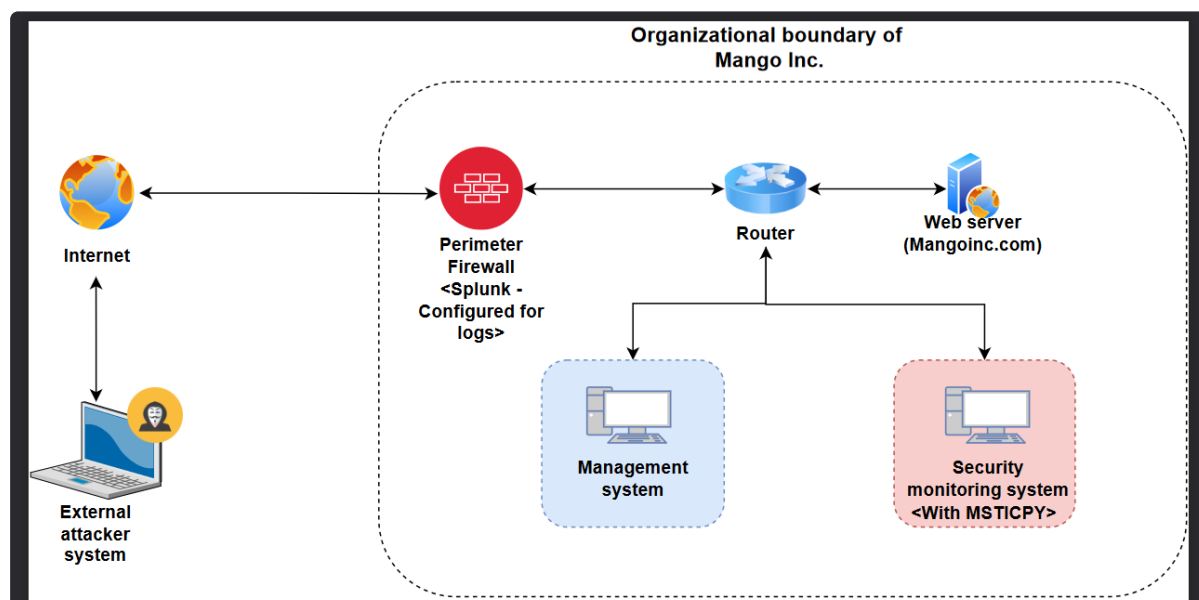 Organizational boundary of
Mango Inc.
Internet
Perimeter
Firewall
<Splunk -
Configured for
logs>
Router
Web server
(Mangoinc.com)
Management
system
Security
monitoring system
<With MSTICPY>
External
attacker
system